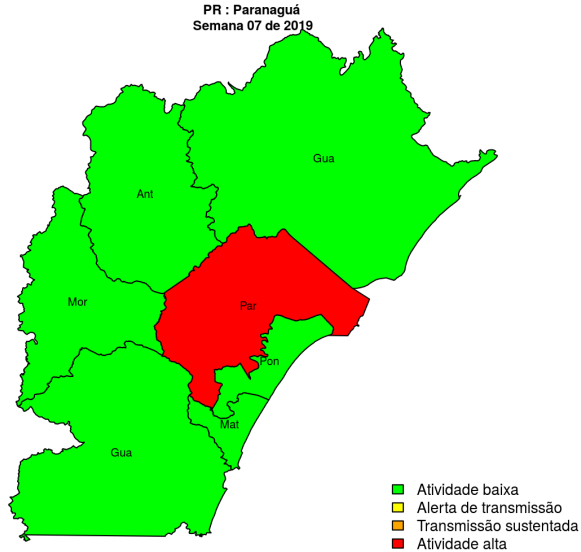 PR : Paranaguá
Semana 07 de 2019
Gua
Ant
Mor
Par
Pon
Mat
Gua
Atividade baixa
Alerta de transmissão
Transmissão sustentada
Atividade alta